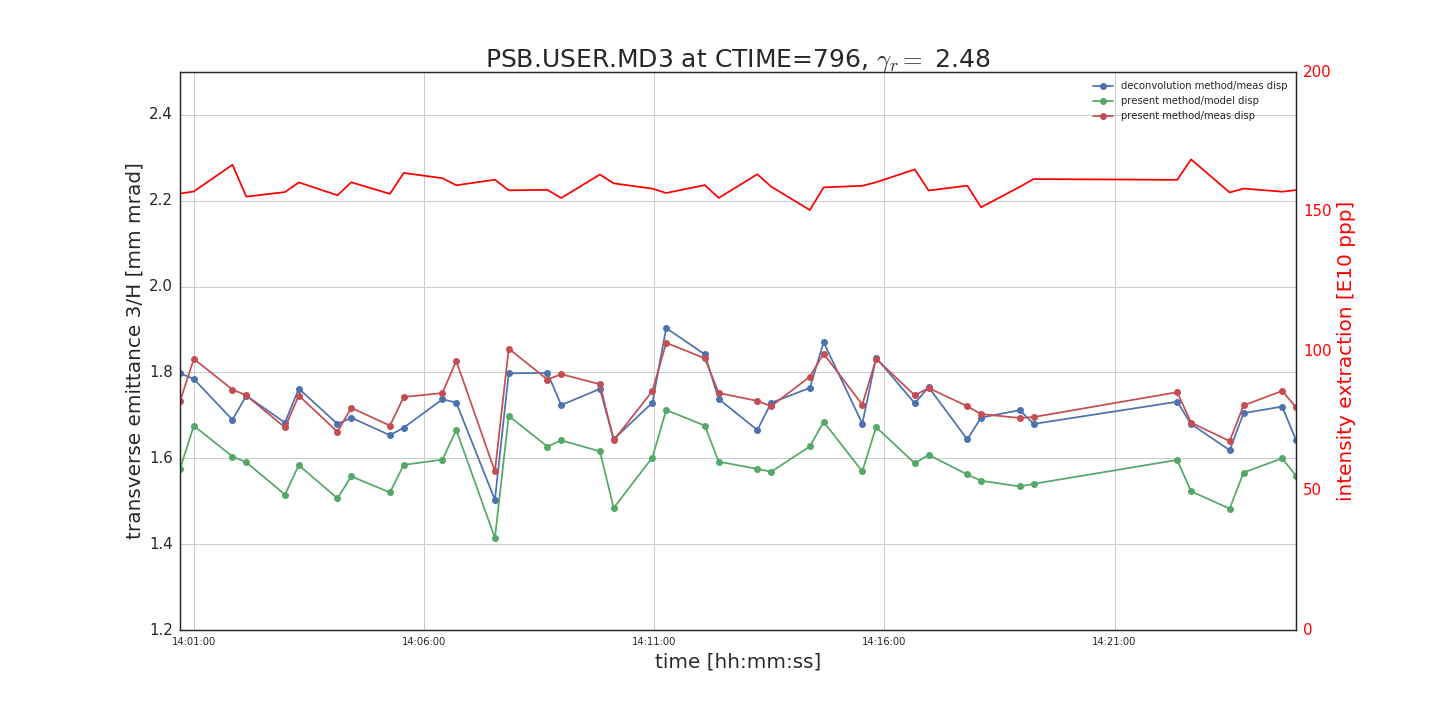 PSB.USER.MD3 at CTIME=796, γr = 2.48
deconvolution method/meas disp
present method/model disp
present method/meas disp
transverse emittance 3/H [mm mrad]
2.4
2.2
2.0
1.8
1.6
1.4
1.2
200
150
100
50
0
intensity extraction [E10 ppp]
14:01:00 14:06:00 14:11:00 14:16:00 14:21:00
time [hh:mm:ss]